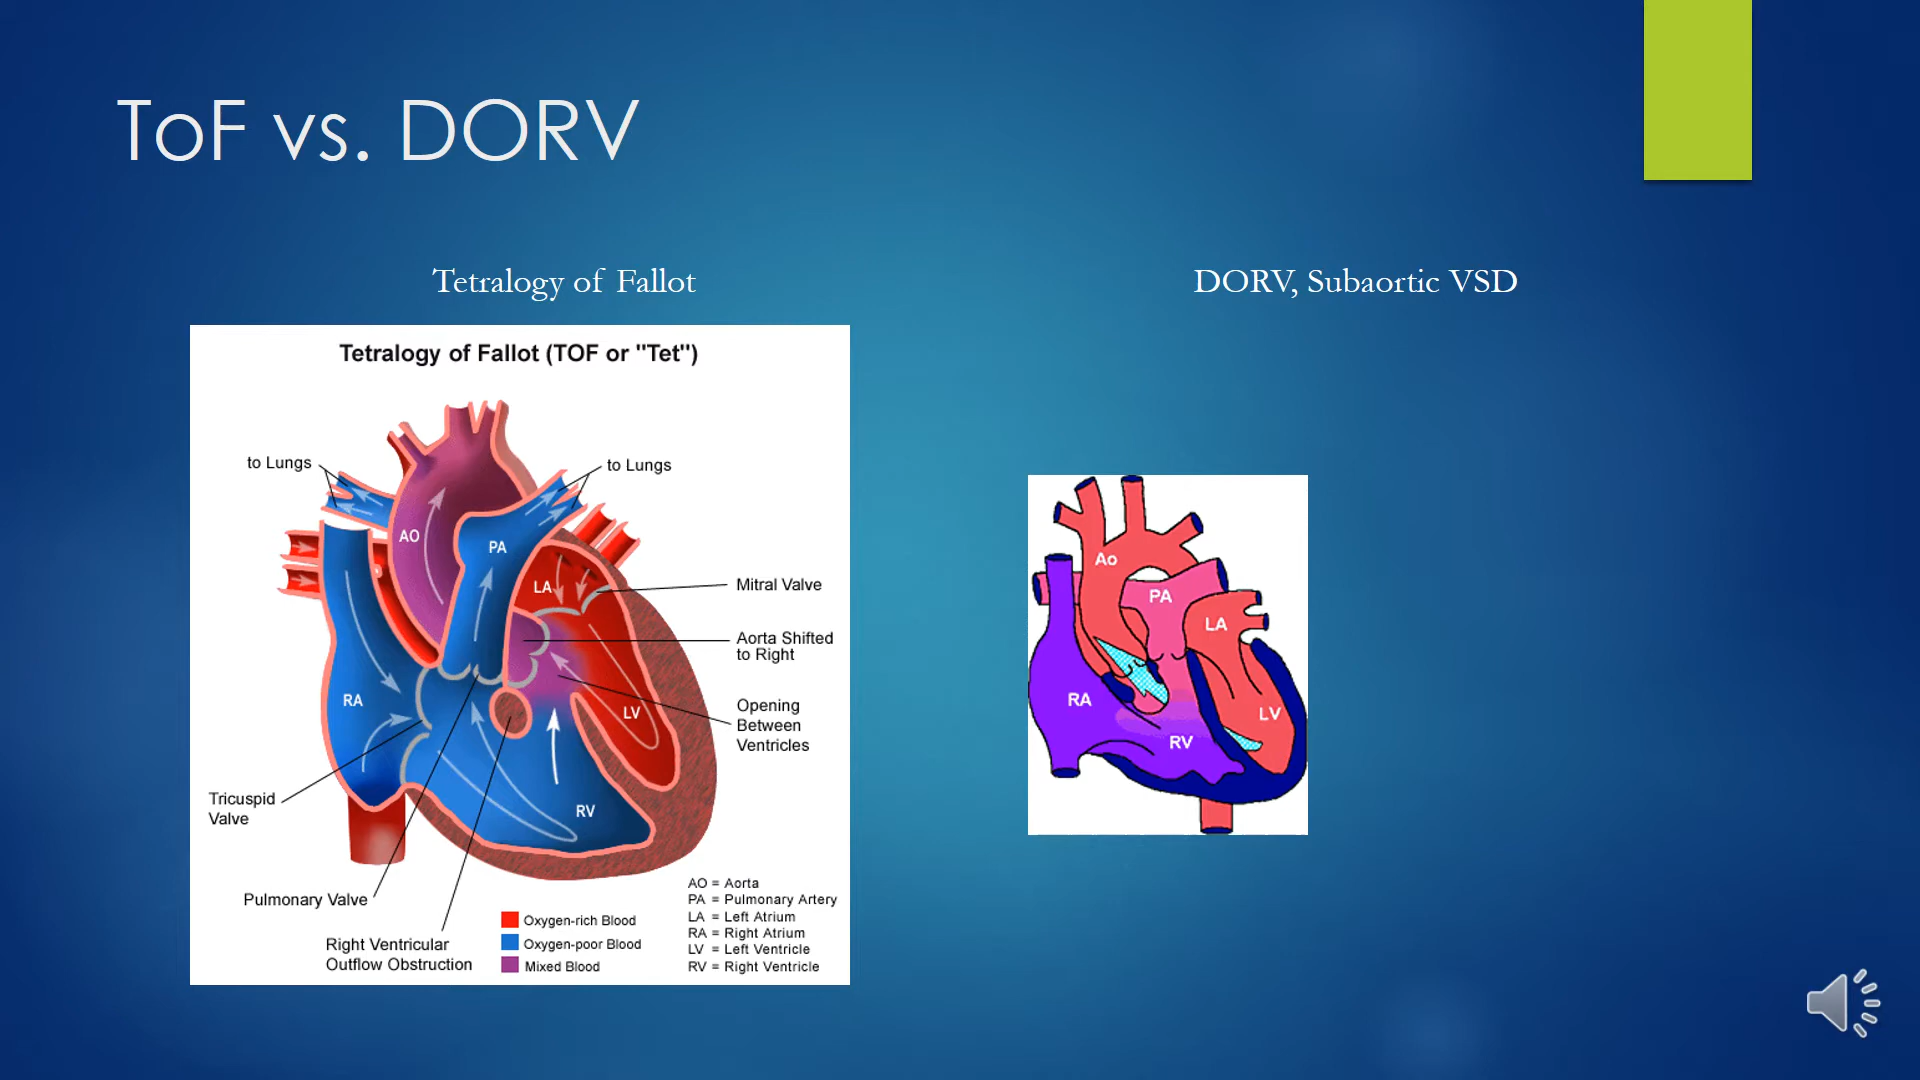 ToF vs. DORV
Tetralogy of Fallot
DORV, Subaortic VSD
Tetralogy of Fallot (TOF or "Tet")
to Lungs
to Lungs
AO
PA
LA
Mitral Valve
Aorta Shifted
to Right
RA
LV
Opening
Between
Ventricles
Tricuspid
Valve
RV
Pulmonary Valve
Right Ventricular
Outflow Obstruction
Oxygen-rich Blood
Oxygen-poor Blood
Mixed Blood
AO = Aorta
PA = Pulmonary Artery
LA = Left Atrium
RA = Right Atrium
LV = Left Ventricle
RV = Right Ventricle
Ao
PA
LA
RA
LV
RV